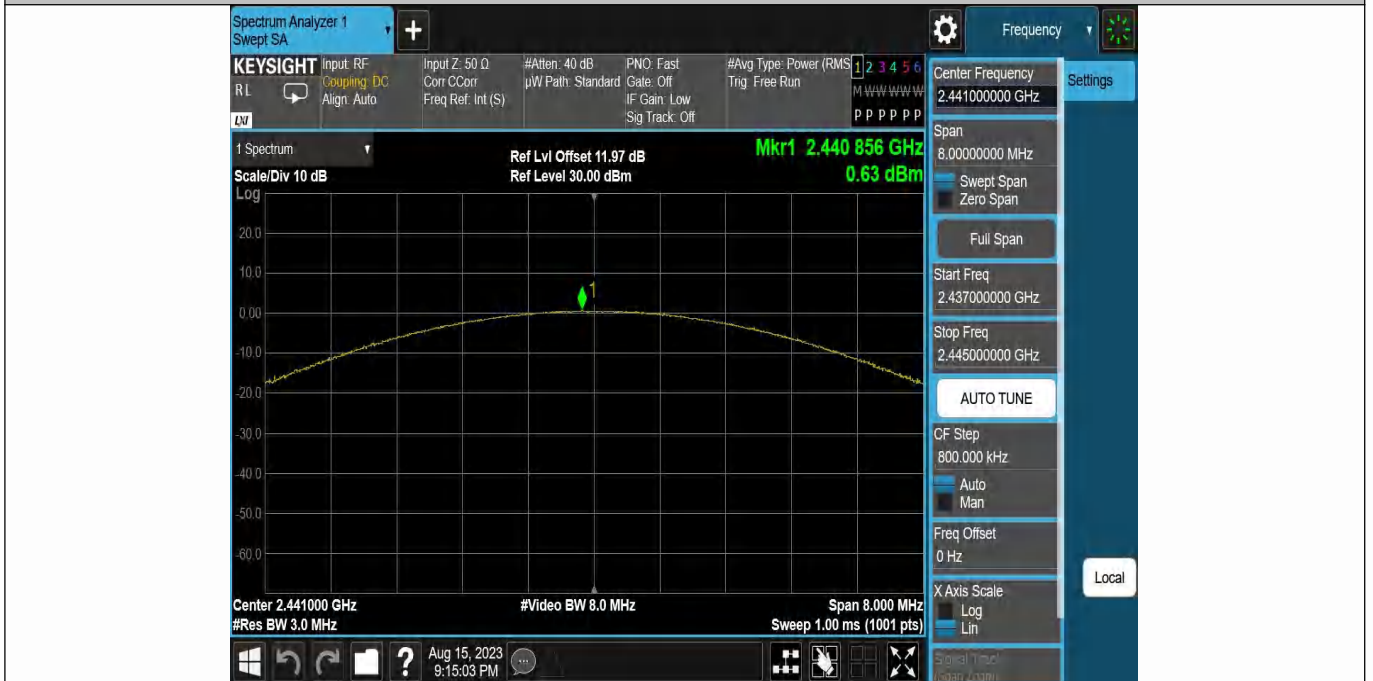 Spectrum Analyzer 1
Swept SA
+
Frequency
KEYSIGHT
RL
LXI
Input: RF
Coupling: DC
Align: Auto
Input Z: 50 Ω
Corr CCorr
Freq Ref: Int (S)
#Atten: 40 dB
µW Path: Standard
PNO: Fast
Gate: Off
IF Gain: Low
Sig Track: Off
#Avg Type: Power (RMS
Trig: Free Run
1 2 3 4 5 6
M W W W W W
P P P P P P
1 Spectrum
Scale/Div 10 dB
Log
Ref Lvl Offset 11.97 dB
Ref Level 30.00 dBm
Mkr1 2.440 856 GHz
0.63 dBm
20.0
10.0
0.00
-10.0
-20.0
-30.0
-40.0
-50.0
-60.0
1
Center 2.441000 GHz
#Res BW 3.0 MHz
#Video BW 8.0 MHz
Span 8.000 MHz
Sweep 1.00 ms (1001 pts)
Center Frequency
2.441000000 GHz
Settings
Span
8.00000000 MHz
Swept Span
Zero Span
Full Span
Start Freq
2.437000000 GHz
Stop Freq
2.445000000 GHz
AUTO TUNE
CF Step
800.000 kHz
Auto
Man
Freq Offset
0 Hz
X Axis Scale
Log
Lin
Local
Signal Track
(Span Zoom)
?
Aug 15, 2023
9:15:03 PM